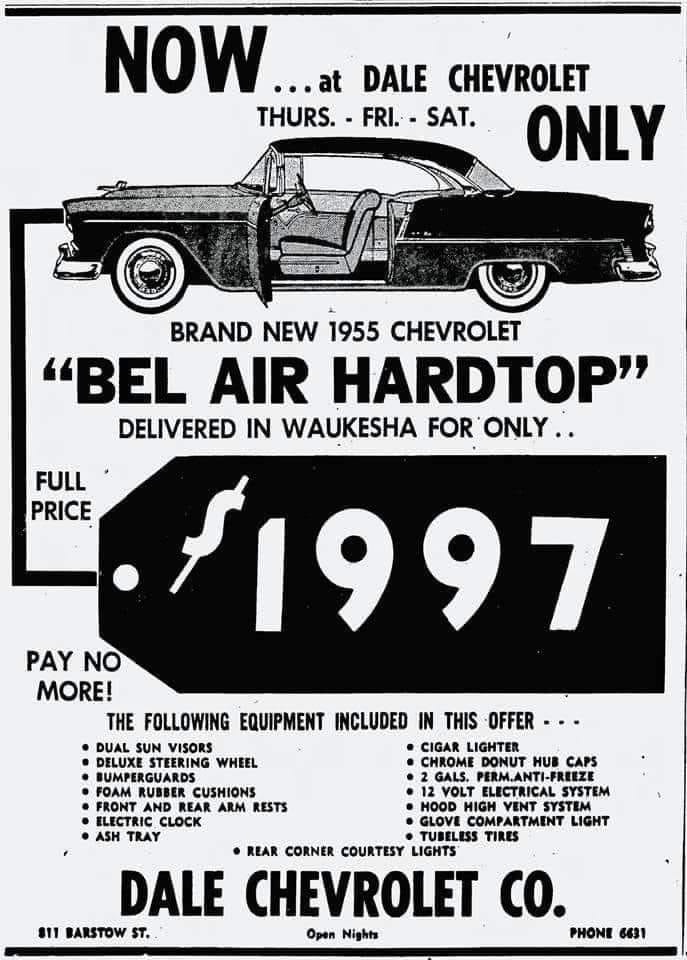 NOW...at DALE CHEVROLET
THURS. - FRI. - SAT.
ONLY
BRAND NEW 1955 CHEVROLET
"BEL AIR HARDTOP"
DELIVERED IN WAUKESHA FOR ONLY..
FULL
PRICE
$1997
PAY NO
MORE!
THE FOLLOWING EQUIPMENT INCLUDED IN THIS OFFER - - -
• DUAL SUN VISORS
• DELUXE STEERING WHEEL
• BUMPERGUARDS
• FOAM RUBBER CUSHIONS
• FRONT AND REAR ARM RESTS
• ELECTRIC CLOCK
• ASH TRAY
• CIGAR LIGHTER
• CHROME DONUT HUB CAPS
• 2 GALS. PERM.ANTI-FREEZE
• 12 VOLT ELECTRICAL SYSTEM
• HOOD HIGH VENT SYSTEM
• GLOVE COMPARTMENT LIGHT
• TUBELESS TIRES
• REAR CORNER COURTESY LIGHTS
DALE CHEVROLET CO.
811 BARSTOW ST. Open Nights PHONE 6631